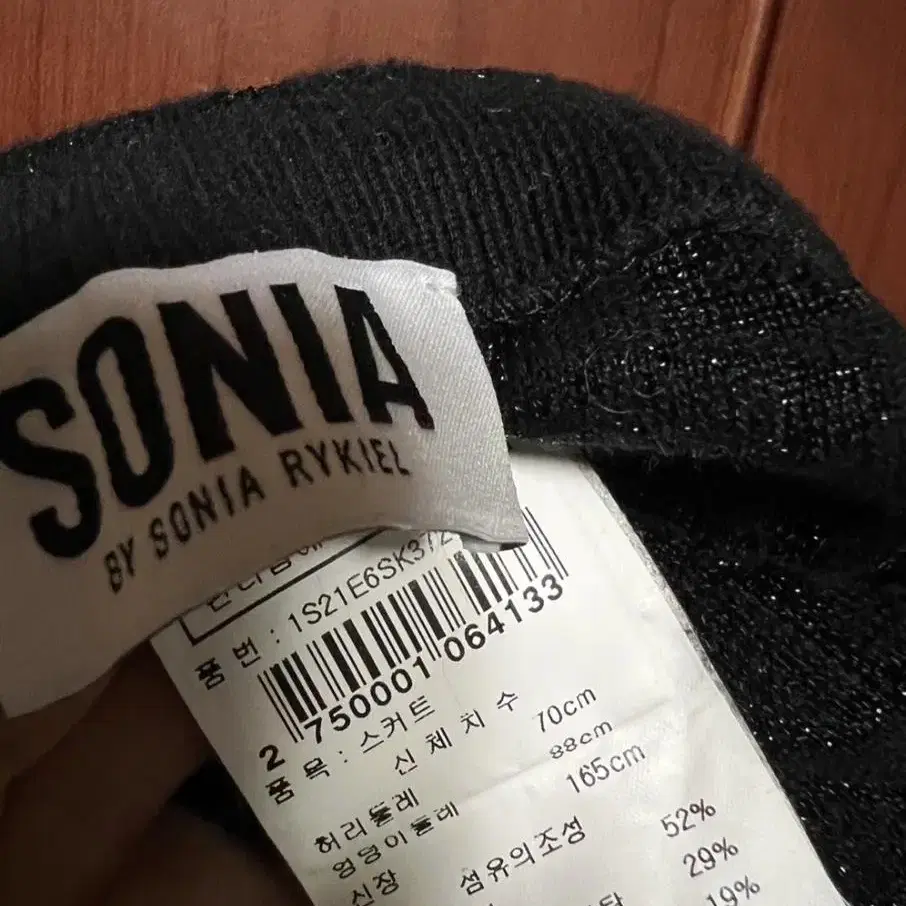 SONIA
BY SONIA RYKIEL
품 번 : 1S21E6SK372
2 750001 064133
품 목 : 스커트
신 체 치 수
허리둘레 70cm
엉덩이둘레 88cm
신장 165cm
섬유의조성
52%
29%
19%